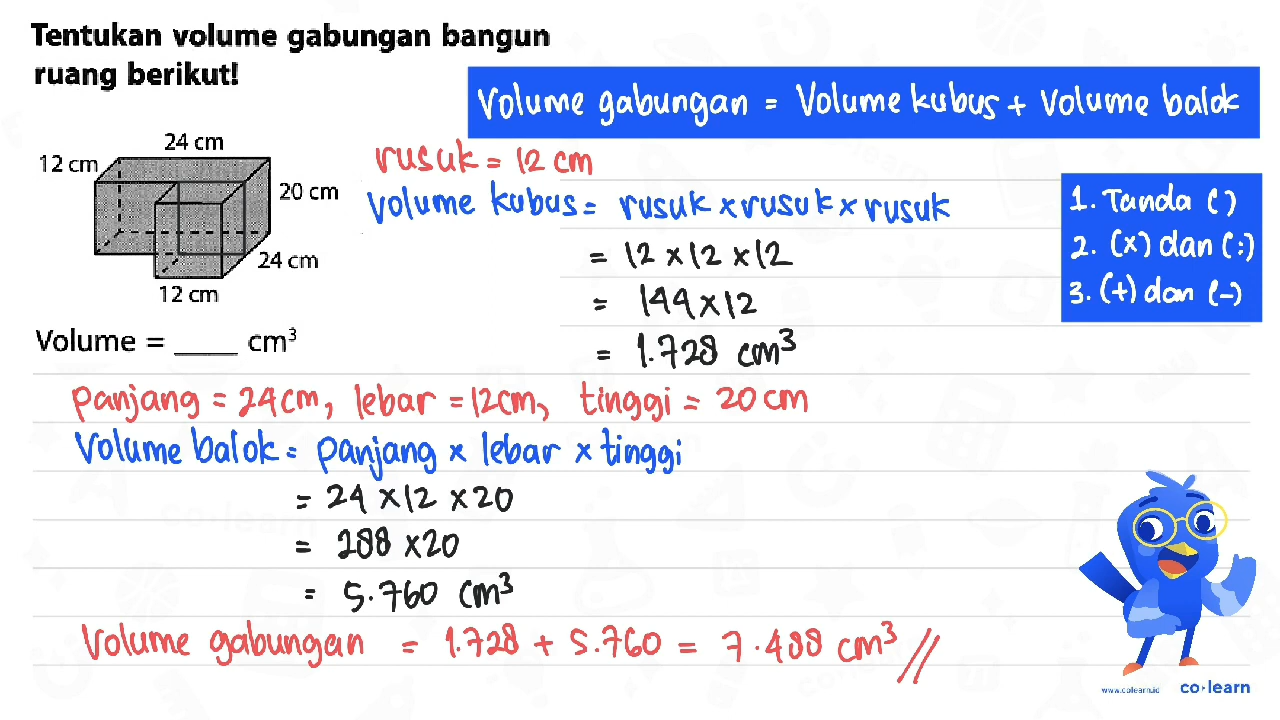 Tentukan volume gabungan bangun
ruang berikut!
Volume gabungan = Volume kubus + Volume balok
24 cm
12 cm
20 cm
24 cm
12 cm
Volume = ____ cm³
rusuk = 12 cm
Volume kubus = rusuk x rusuk x rusuk
= 12 x 12 x 12
= 144 x 12
= 1.728 cm³
1. Tanda ( )
2. (x) dan (:)
3. (+) dan (-)
panjang = 24 cm, lebar = 12 cm, tinggi = 20 cm
Volume balok = panjang x lebar x tinggi
= 24 x 12 x 20
= 288 x 20
= 5.760 cm³
Volume gabungan = 1.728 + 5.760 = 7.488 cm³ //
www.colearn.id
co·learn